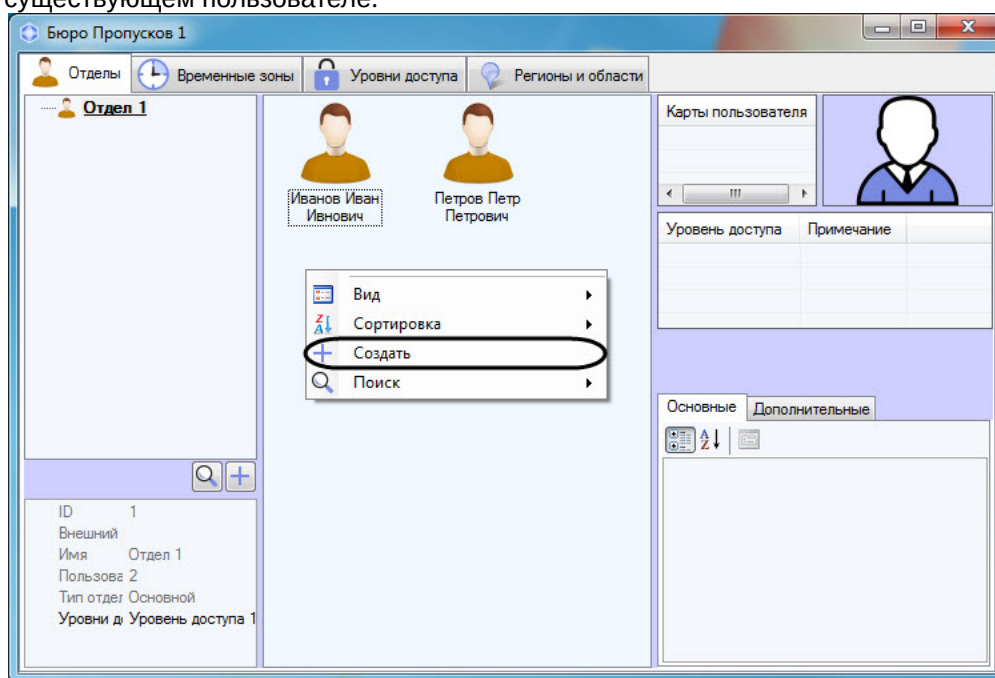 существующем пользователе.
Бюро Пропусков 1
Отделы
Временные зоны
Уровни доступа
Регионы и области
Отдел 1
Иванов Иван
Ивнович
Петров Петр
Петрович
Вид
Сортировка
Создать
Поиск
Карты пользователя
Уровень доступа
Примечание
Основные
Дополнительные
ID 1
Внешний
Имя Отдел 1
Пользова 2
Тип отдел Основной
Уровни д Уровень доступа 1